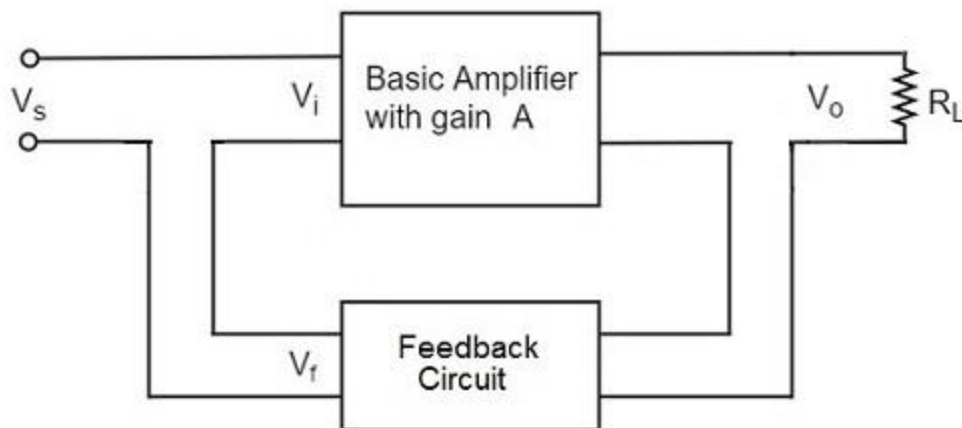 Basic Amplifier
with gain A
Vs
Vi
Vo
RL
Vf
Feedback
Circuit